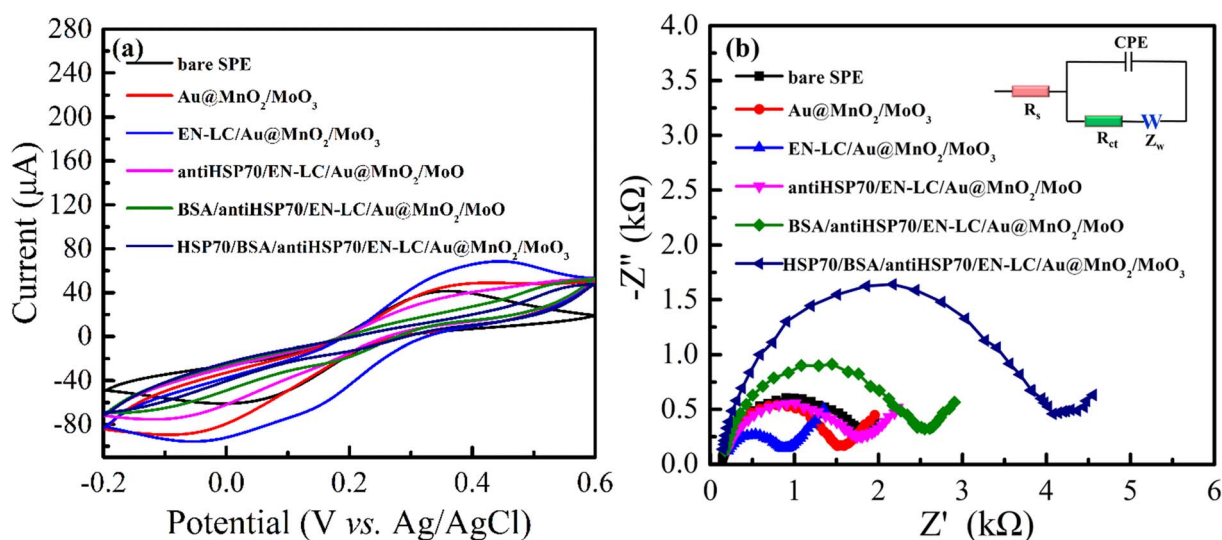 (a)
280
240
200
160
120
80
40
0
-40
-80
Current (μA)
bare SPE
Au@MnO₂/MoO₃
EN-LC/Au@MnO₂/MoO₃
antiHSP70/EN-LC/Au@MnO₂/MoO
BSA/antiHSP70/EN-LC/Au@MnO₂/MoO
HSP70/BSA/antiHSP70/EN-LC/Au@MnO₂/MoO₃
-0.2 0.0 0.2 0.4 0.6
Potential (V vs. Ag/AgCl)
(b)
4.0
3.5
3.0
2.5
2.0
1.5
1.0
0.5
0.0
-Z" (kΩ)
bare SPE
Au@MnO₂/MoO₃
EN-LC/Au@MnO₂/MoO₃
antiHSP70/EN-LC/Au@MnO₂/MoO
BSA/antiHSP70/EN-LC/Au@MnO₂/MoO
HSP70/BSA/antiHSP70/EN-LC/Au@MnO₂/MoO₃
CPE
Rs
Rct
W
Zw
0 1 2 3 4 5 6
Z' (kΩ)